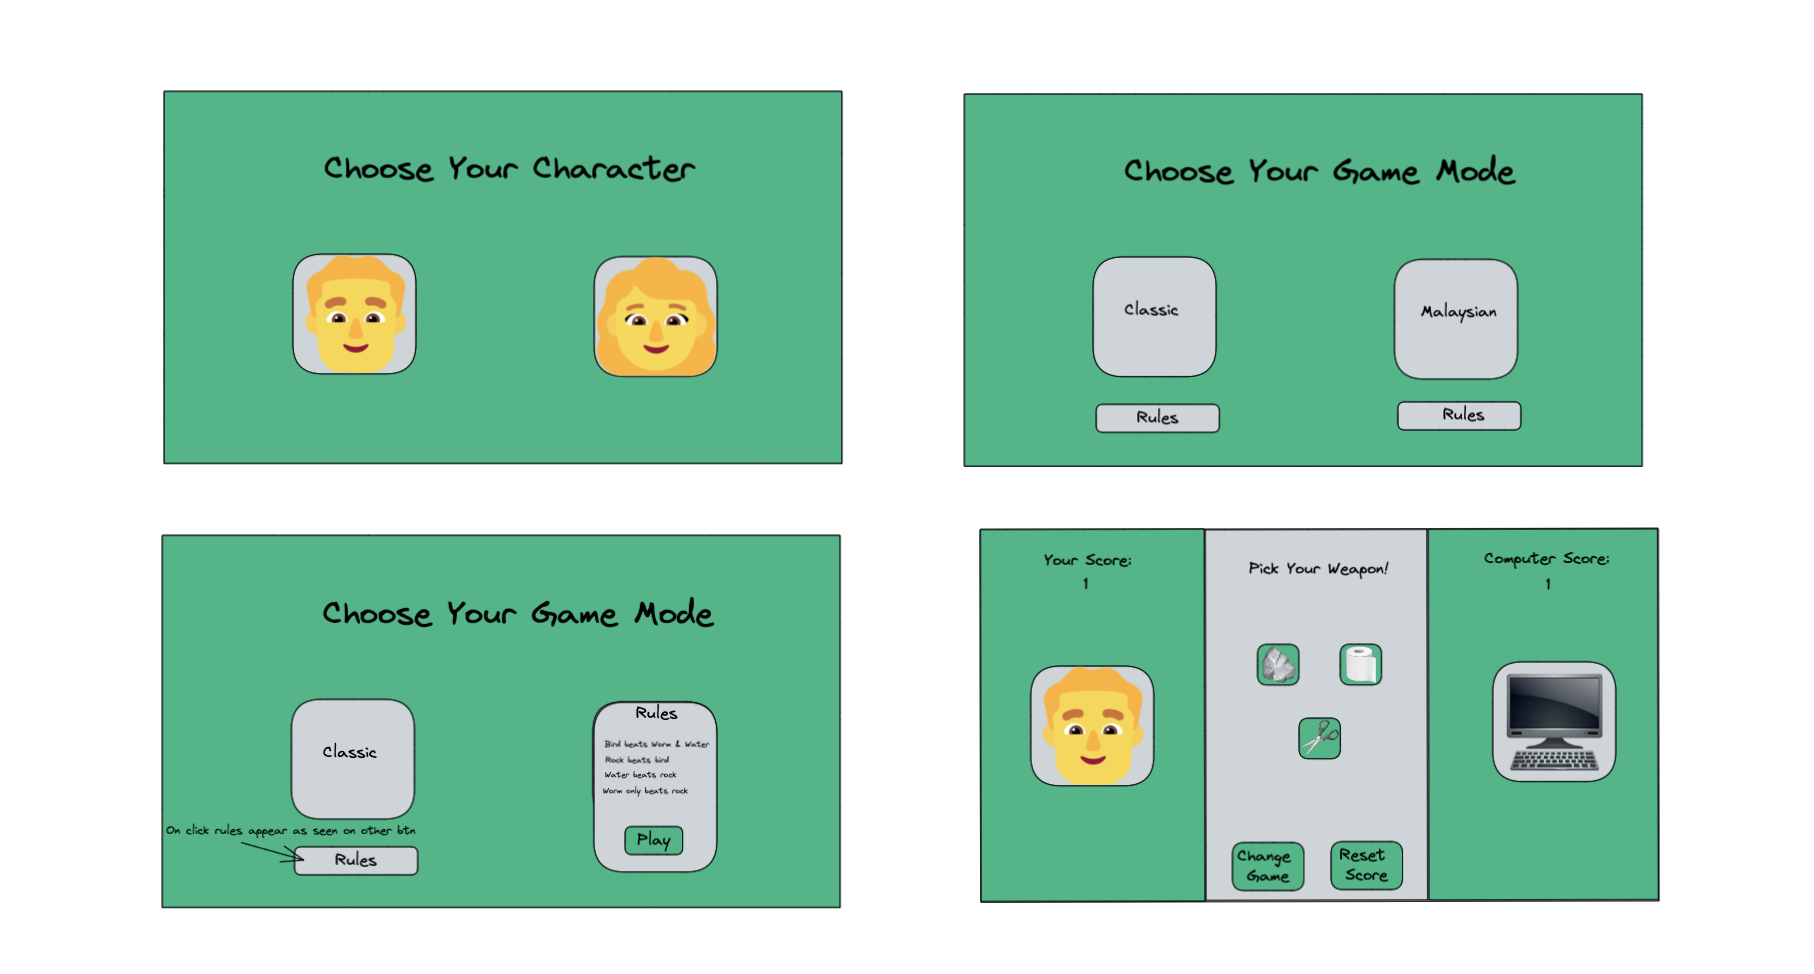 Choose Your Character
Choose Your Game Mode
Classic
Malaysian
Rules
Rules
Choose Your Game Mode
Classic
On click rules appear as seen on other btn
Rules
Rules
Bird beats Worm & Water
Rock beats bird
Water beats rock
Worm only beats rock
Play
Your Score:
1
Pick Your Weapon!
Computer Score:
1
Change
Game
Reset
Score